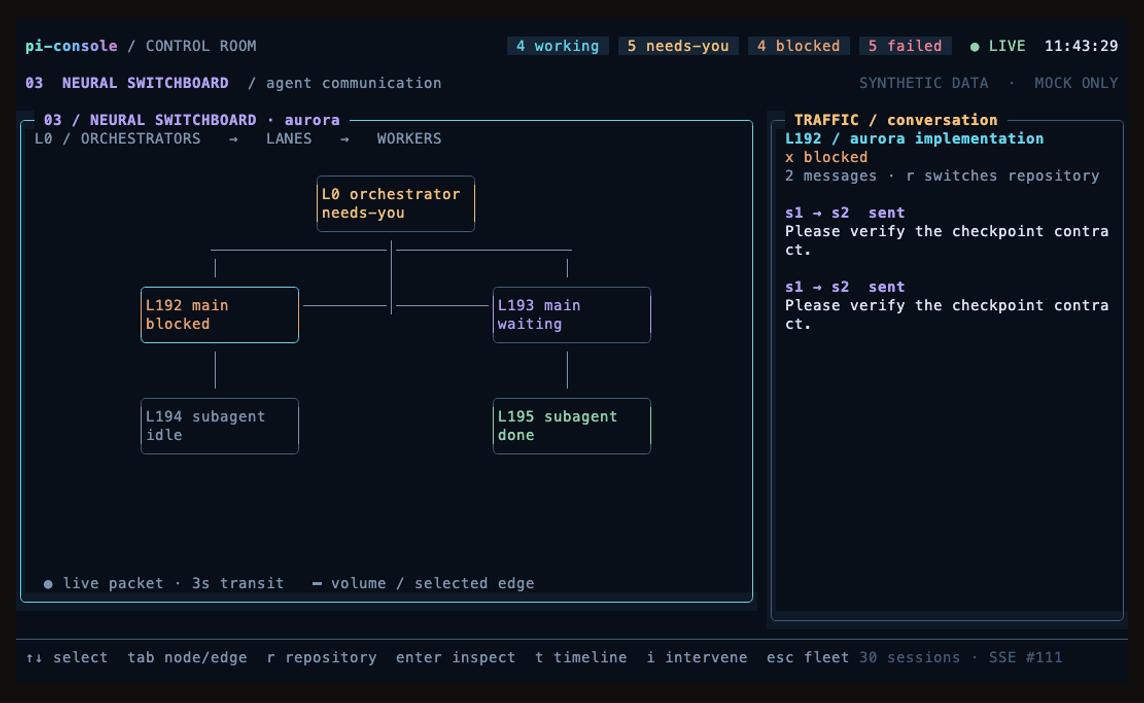 pi-console / CONTROL ROOM 4 working 5 needs-you 4 blocked 5 failed ● LIVE 11:43:29
03 NEURAL SWITCHBOARD / agent communication SYNTHETIC DATA · MOCK ONLY
03 / NEURAL SWITCHBOARD · aurora
L0 / ORCHESTRATORS → LANES → WORKERS
L0 orchestrator
needs-you
L192 main
blocked
L193 main
waiting
L194 subagent
idle
L195 subagent
done
● live packet · 3s transit ━ volume / selected edge
TRAFFIC / conversation
L192 / aurora implementation
x blocked
2 messages · r switches repository
s1 → s2 sent
Please verify the checkpoint contra
ct.
s1 → s2 sent
Please verify the checkpoint contra
ct.
↑↓ select tab node/edge r repository enter inspect t timeline i intervene esc fleet 30 sessions · SSE #111